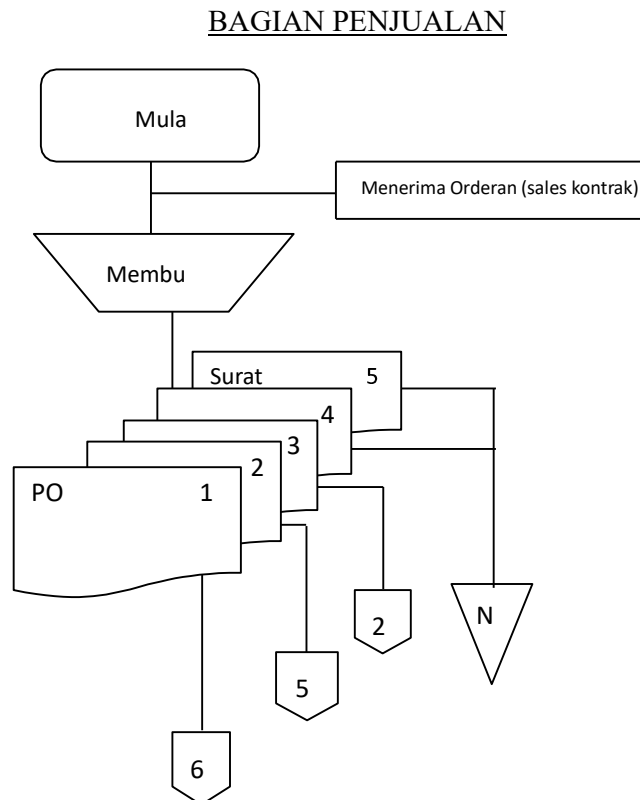 BAGIAN PENJUALAN
Mula
Menerima Orderan (sales kontrak)
Membu
Surat 5
4
3
2
PO 1
2
N
5
6